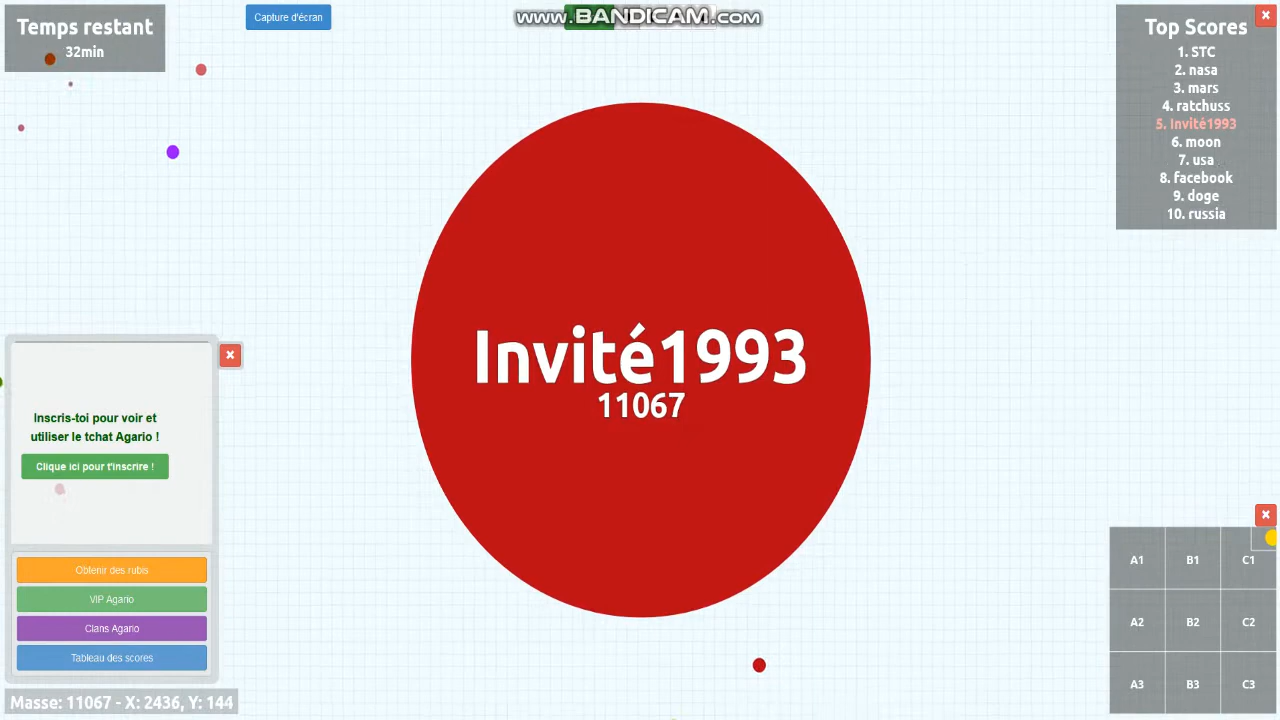 Temps restant
32min
Capture d'écran
www.BANDICAM.com
Top Scores
1. STC
2. nasa
3. mars
4. ratchuss
5. Invité1993
6. moon
7. usa
8. facebook
9. doge
10. russia
Invité1993
11067
Inscris-toi pour voir et
utiliser le tchat Agario !
Clique ici pour t'inscrire !
Obtenir des rubis
VIP Agario
Clans Agario
Tableau des scores
Masse: 11067 - X: 2436, Y: 144
A1 B1 C1
A2 B2 C2
A3 B3 C3